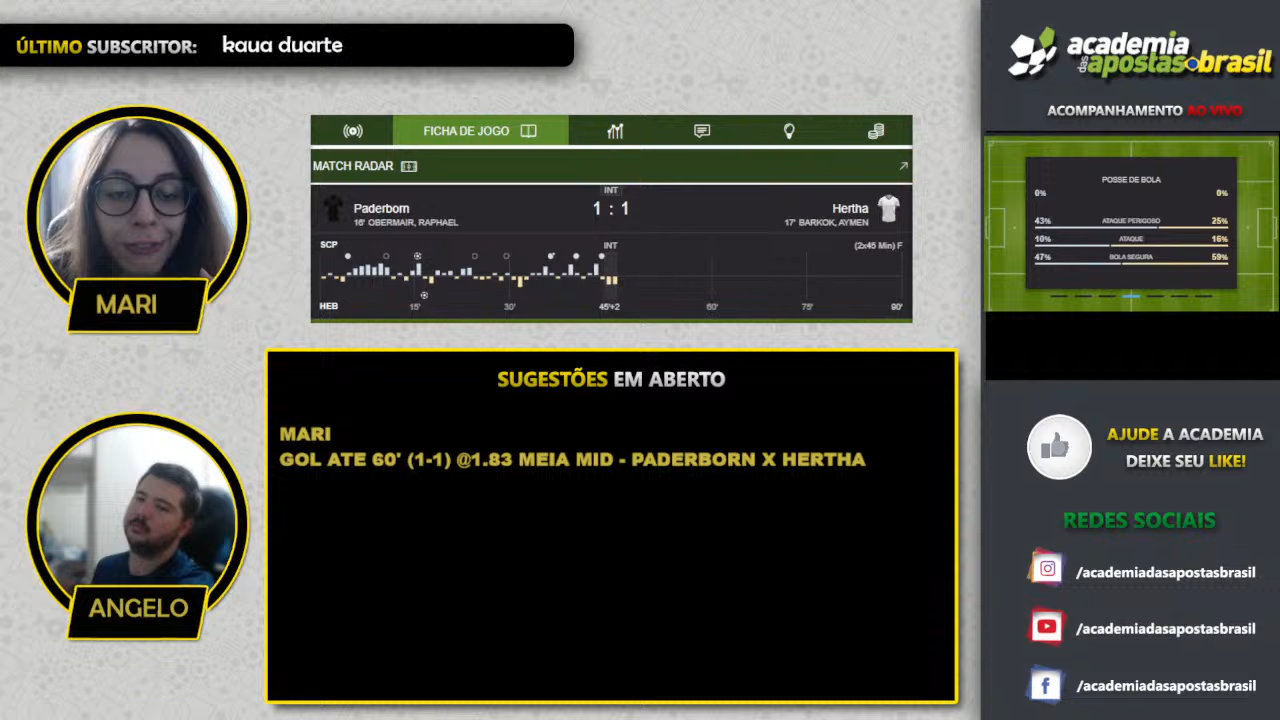 ÚLTIMO SUBSCRITOR: kaua duarte
MARI
ANGELO
FICHA DE JOGO
MATCH RADAR
INT
Paderborn
1 : 1
Hertha
16' OBERMAIR, RAPHAEL
17' BARKOK, AYMEN
SCP
INT
(2x45 Min) F
HEB
15'
30'
45'+2
60'
75'
90'
SUGESTÕES EM ABERTO
MARI
GOL ATE 60' (1-1) @1.83 MEIA MID - PADERBORN X HERTHA
academia
das apostas brasil
ACOMPANHAMENTO AO VIVO
POSSE DE BOLA
0% 0%
43% ATAQUE PERIGOSO 25%
10% ATAQUE 16%
47% BOLA SEGURA 59%
AJUDE A ACADEMIA
DEIXE SEU LIKE!
REDES SOCIAIS
/academiadasapostasbrasil
/academiadasapostasbrasil
/academiadasapostasbrasil